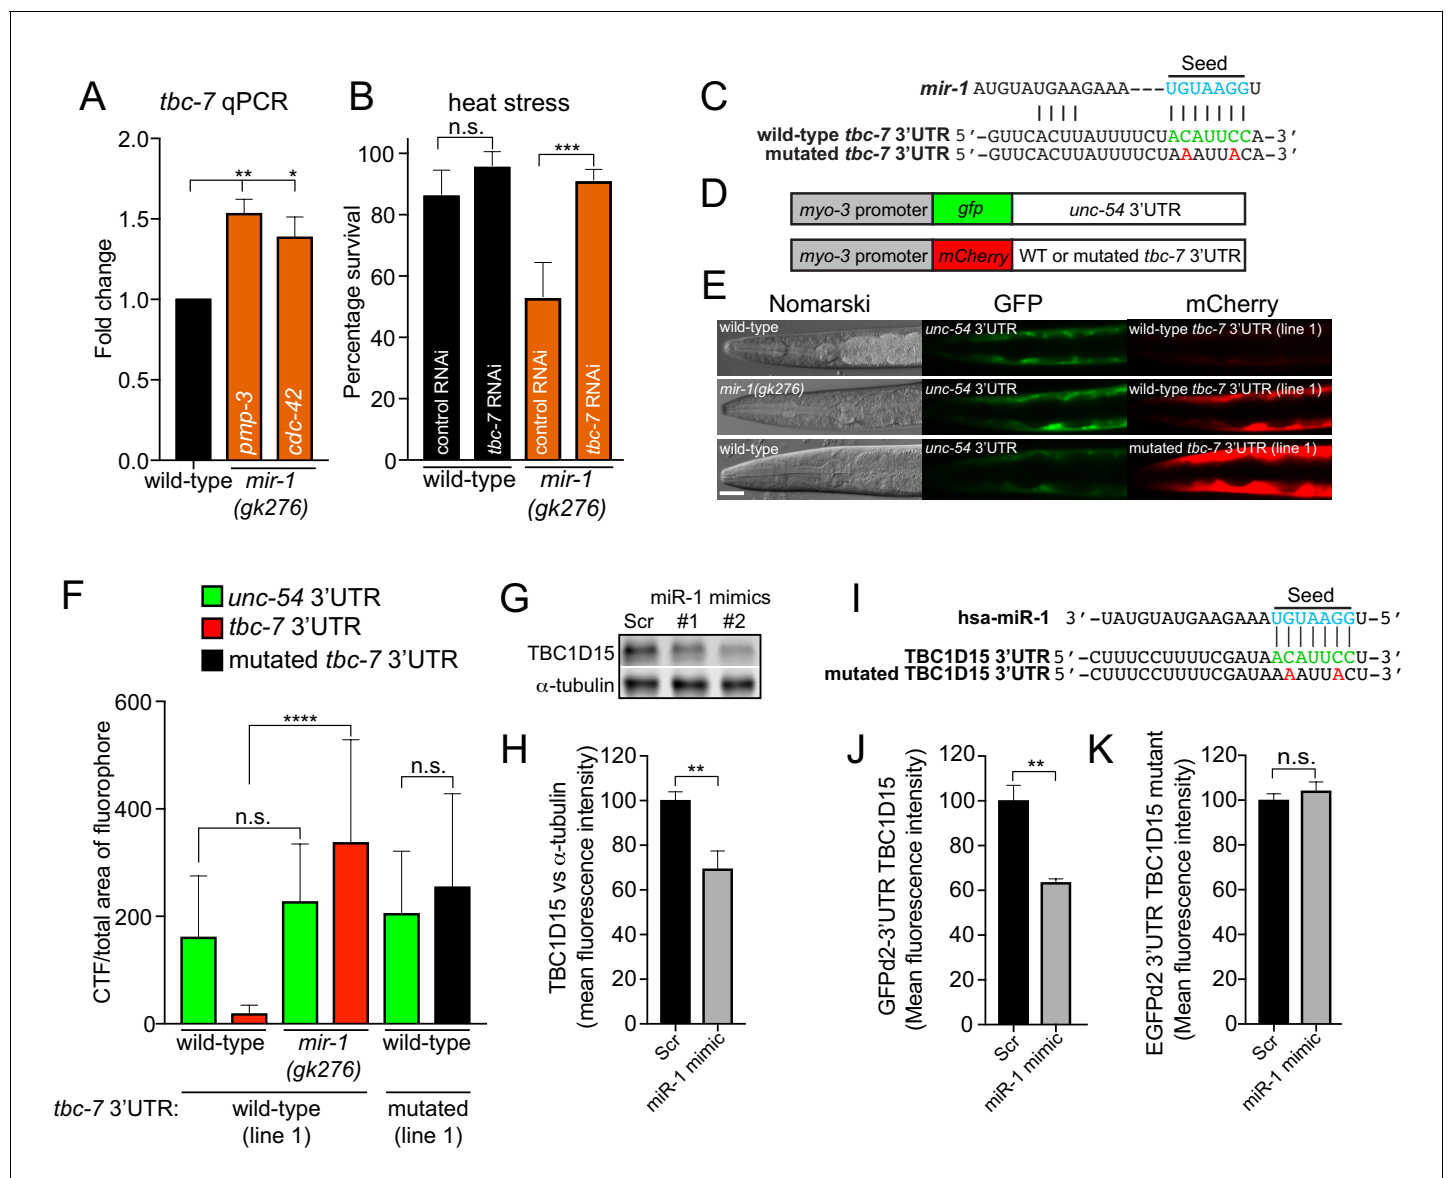 A
tbc-7 qPCR
2.0
1.5
1.0
0.5
0.0
Fold change
**
*
pmp-3
cdc-42
wild-type
mir-1
(gk276)
B
heat stress
n.s.
***
100
80
60
40
20
0
Percentage survival
control RNAi
tbc-7 RNAi
control RNAi
tbc-7 RNAi
wild-type
mir-1
(gk276)
C
Seed
mir-1 AUGUAUGAAGAAA---UGUAAGGU
wild-type tbc-7 3'UTR 5'-GUUCACUUAUUUUCUACAUUCCA-3'
mutated tbc-7 3'UTR 5'-GUUCACUUAUUUUCUAAAUUACA-3'
D
myo-3 promoter gfp unc-54 3'UTR
myo-3 promoter mCherry WT or mutated tbc-7 3'UTR
E
Nomarski GFP mCherry
wild-type unc-54 3'UTR wild-type tbc-7 3'UTR (line 1)
mir-1(gk276) unc-54 3'UTR wild-type tbc-7 3'UTR (line 1)
wild-type unc-54 3'UTR mutated tbc-7 3'UTR (line 1)
F
unc-54 3'UTR
tbc-7 3'UTR
mutated tbc-7 3'UTR
600
400
200
0
CTF/total area of fluorophore
n.s.
****
n.s.
wild-type mir-1 wild-type
(gk276)
tbc-7 3'UTR: wild-type mutated
(line 1) (line 1)
G
miR-1 mimics
Scr #1 #2
TBC1D15
α-tubulin
H
TBC1D15 vs α-tubulin
(mean fluorescence intensity)
120
100
80
60
40
20
0
**
Scr
miR-1 mimic
I
Seed
hsa-miR-1 3'-UAUGUAUGAAGAAAUGUAAGGU-5'
TBC1D15 3'UTR 5'-CUUUCCUUUUCGAUAACAUUCCU-3'
mutated TBC1D15 3'UTR 5'-CUUUCCUUUUCGAUAAAAUUACU-3'
J
GFPd2-3'UTR TBC1D15
(Mean fluorescence intensity)
120
100
80
60
40
20
0
**
Scr
miR-1 mimic
K
EGFPd2 3'UTR TBC1D15 mutant
(Mean fluorescence intensity)
120
100
80
60
40
20
0
n.s.
Scr
miR-1 mimic